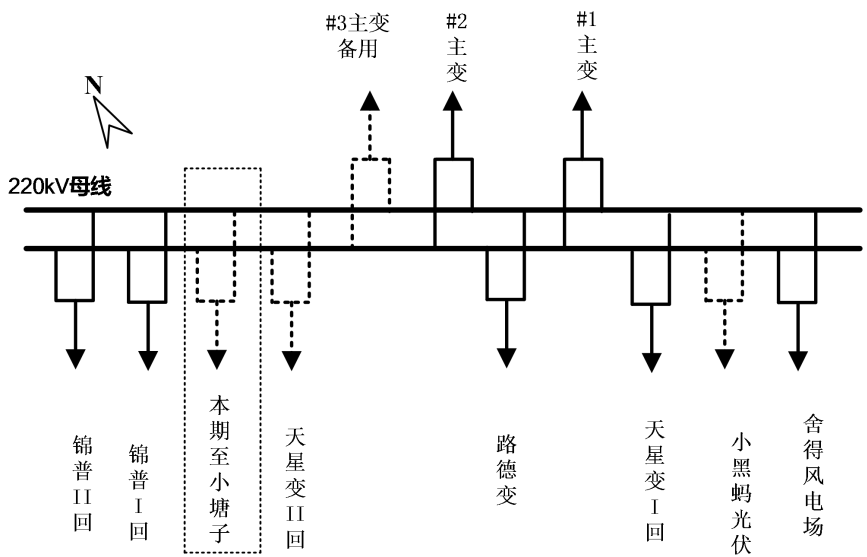 #3主变
备用
#2主变
#1主变
N
220kV母线
锦普II回
锦普I回
本期至小塘子
天星变II回
路德变
天星变I回
小黑蚂光伏
舍得风电场